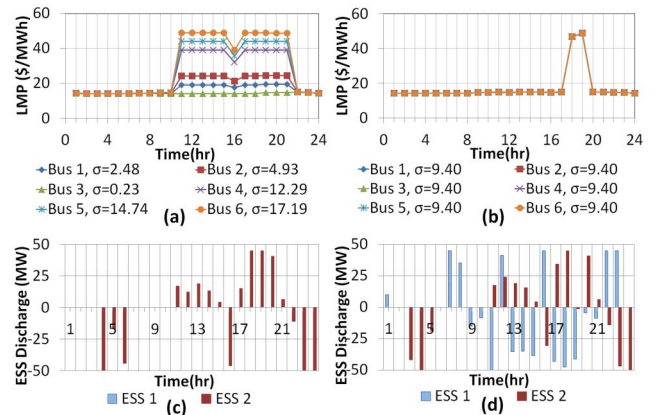 60
40
20
0
LMP ($/MWh)
0 4 8 12 16 20 24
Time(hr)
Bus 1, σ=2.48 Bus 2, σ=4.93
Bus 3, σ=0.23 Bus 4, σ=12.29
Bus 5, σ=14.74 Bus 6, σ=17.19
(a)
60
40
20
0
LMP ($/MWh)
0 4 8 12 16 20 24
Time(hr)
Bus 1, σ=9.40 Bus 2, σ=9.40
Bus 3, σ=9.40 Bus 4, σ=9.40
Bus 5, σ=9.40 Bus 6, σ=9.40
(b)
50
25
0
-25
-50
ESS Discharge (MW)
1 5 9 13 17 21
Time(hr)
ESS 1 ESS 2
(c)
50
25
0
-25
-50
ESS Discharge (MW)
1 5 9 13 17 21
Time(hr)
ESS 1 ESS 2
(d)